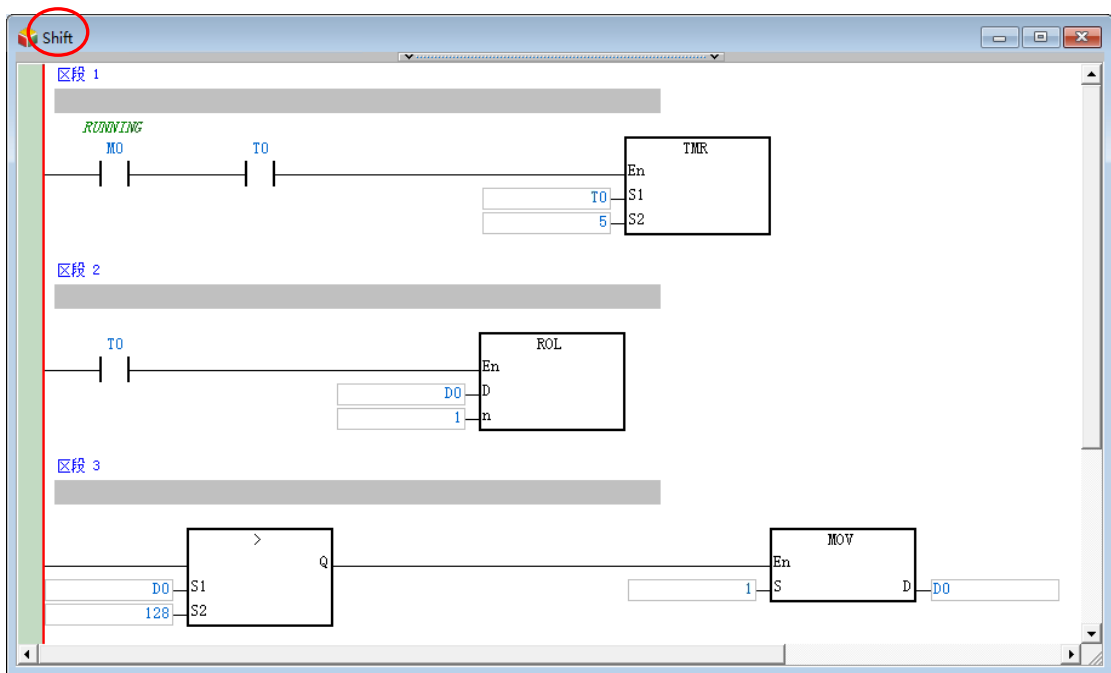 Shift
区段 1
RUNNING
M0 T0 TMR
En
T0 S1
5 S2
区段 2
T0 ROL
En
D0 D
1 n
区段 3
> MOV
Q En
D0 S1 1 S D D0
128 S2